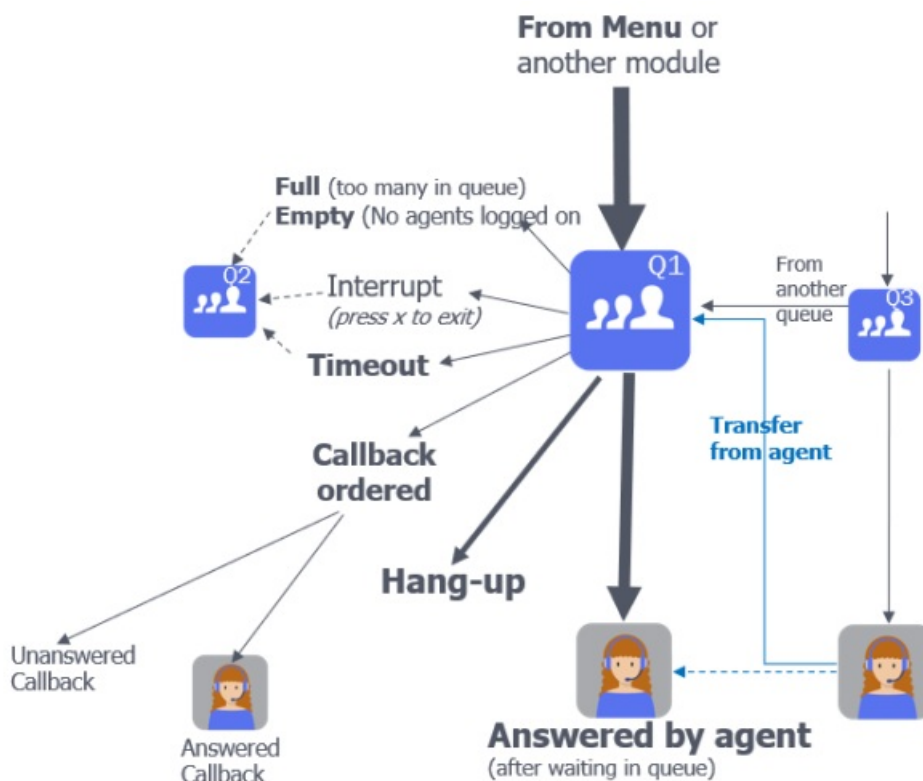 From Menu or
another module
Full (too many in queue)
Empty (No agents logged on
Q1
Q2
Q3
From
another
queue
Interrupt
(press x to exit)
Timeout
Transfer
from agent
Callback
ordered
Hang-up
Unanswered
Callback
Answered
Callback
Answered by agent
(after waiting in queue)